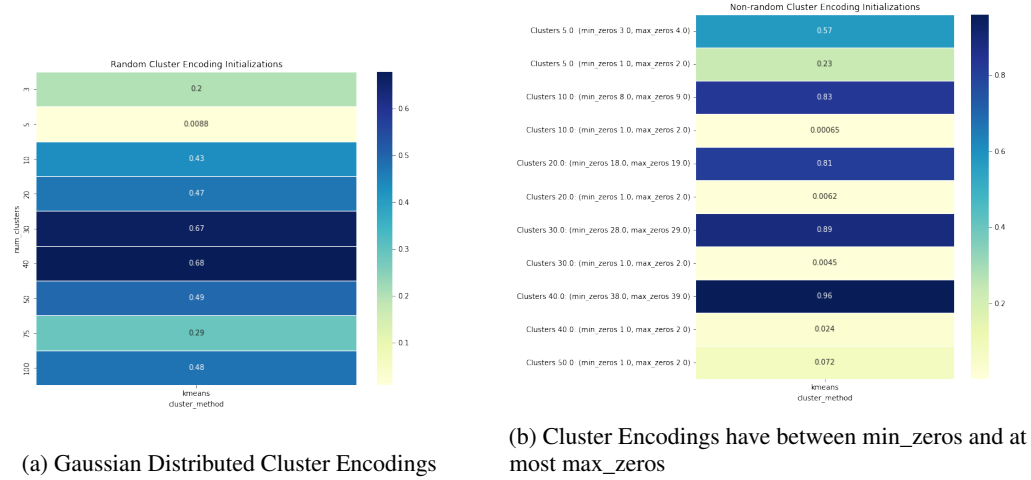 Random Cluster Encoding Initializations
num_clusters
3
0.2
5
0.0088
10
0.43
20
0.47
30
0.67
40
0.68
50
0.49
75
0.29
100
0.48
kmeans
cluster_method
0.6
0.5
0.4
0.3
0.2
0.1
(a) Gaussian Distributed Cluster Encodings
Non-random Cluster Encoding Initializations
Clusters 5.0: (min_zeros 3.0, max_zeros 4.0)
0.57
Clusters 5.0: (min_zeros 1.0, max_zeros 2.0)
0.23
Clusters 10.0: (min_zeros 8.0, max_zeros 9.0)
0.83
Clusters 10.0: (min_zeros 1.0, max_zeros 2.0)
0.00065
Clusters 20.0: (min_zeros 18.0, max_zeros 19.0)
0.81
Clusters 20.0: (min_zeros 1.0, max_zeros 2.0)
0.0062
Clusters 30.0: (min_zeros 28.0, max_zeros 29.0)
0.89
Clusters 30.0: (min_zeros 1.0, max_zeros 2.0)
0.0045
Clusters 40.0: (min_zeros 38.0, max_zeros 39.0)
0.96
Clusters 40.0: (min_zeros 1.0, max_zeros 2.0)
0.024
Clusters 50.0: (min_zeros 1.0, max_zeros 2.0)
0.072
kmeans
cluster_method
0.8
0.6
0.4
0.2
(b) Cluster Encodings have between min_zeros and at
most max_zeros